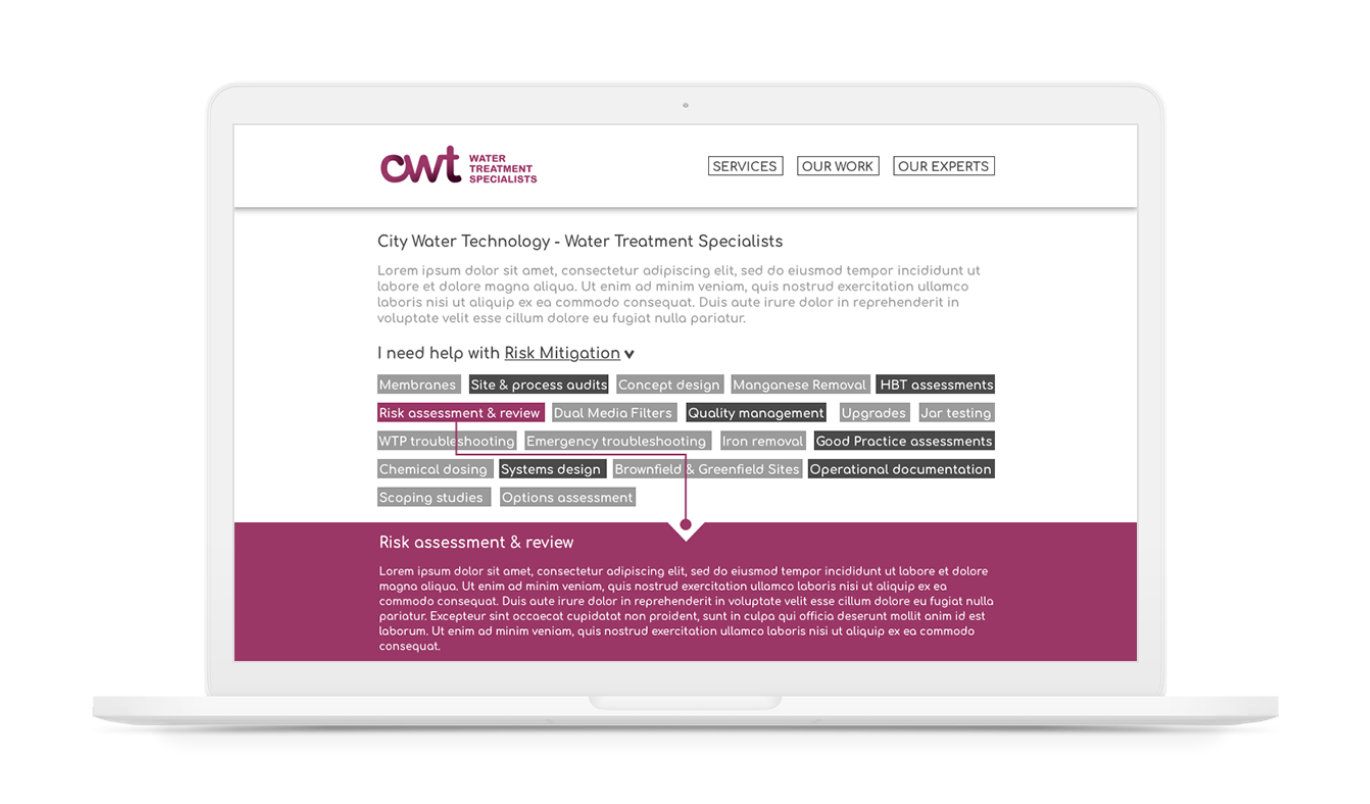 cwt WATER
TREATMENT
SPECIALISTS
SERVICES OUR WORK OUR EXPERTS
City Water Technology - Water Treatment Specialists
Lorem ipsum dolor sit amet, consectetur adipiscing elit, sed do eiusmod tempor incididunt ut
labore et dolore magna aliqua. Ut enim ad minim veniam, quis nostrud exercitation ullamco
laboris nisi ut aliquip ex ea commodo consequat. Duis aute irure dolor in reprehenderit in
voluptate velit esse cillum dolore eu fugiat nulla pariatur.
I need help with Risk Mitigation
Membranes Site & process audits Concept design Manganese Removal HBT assessments
Risk assessment & review Dual Media Filters Quality management Upgrades Jar testing
WTP troubleshooting Emergency troubleshooting Iron removal Good Practice assessments
Chemical dosing Systems design Brownfield & Greenfield Sites Operational documentation
Scoping studies Options assessment
Risk assessment & review
Lorem ipsum dolor sit amet, consectetur adipiscing elit, sed do eiusmod tempor incididunt ut labore et dolore
magna aliqua. Ut enim ad minim veniam, quis nostrud exercitation ullamco laboris nisi ut aliquip ex ea
commodo consequat. Duis aute irure dolor in reprehenderit in voluptate velit esse cillum dolore eu fugiat nulla
pariatur. Excepteur sint occaecat cupidatat non proident, sunt in culpa qui officia deserunt mollit anim id est
laborum. Ut enim ad minim veniam, quis nostrud exercitation ullamco laboris nisi ut aliquip ex ea commodo
consequat.